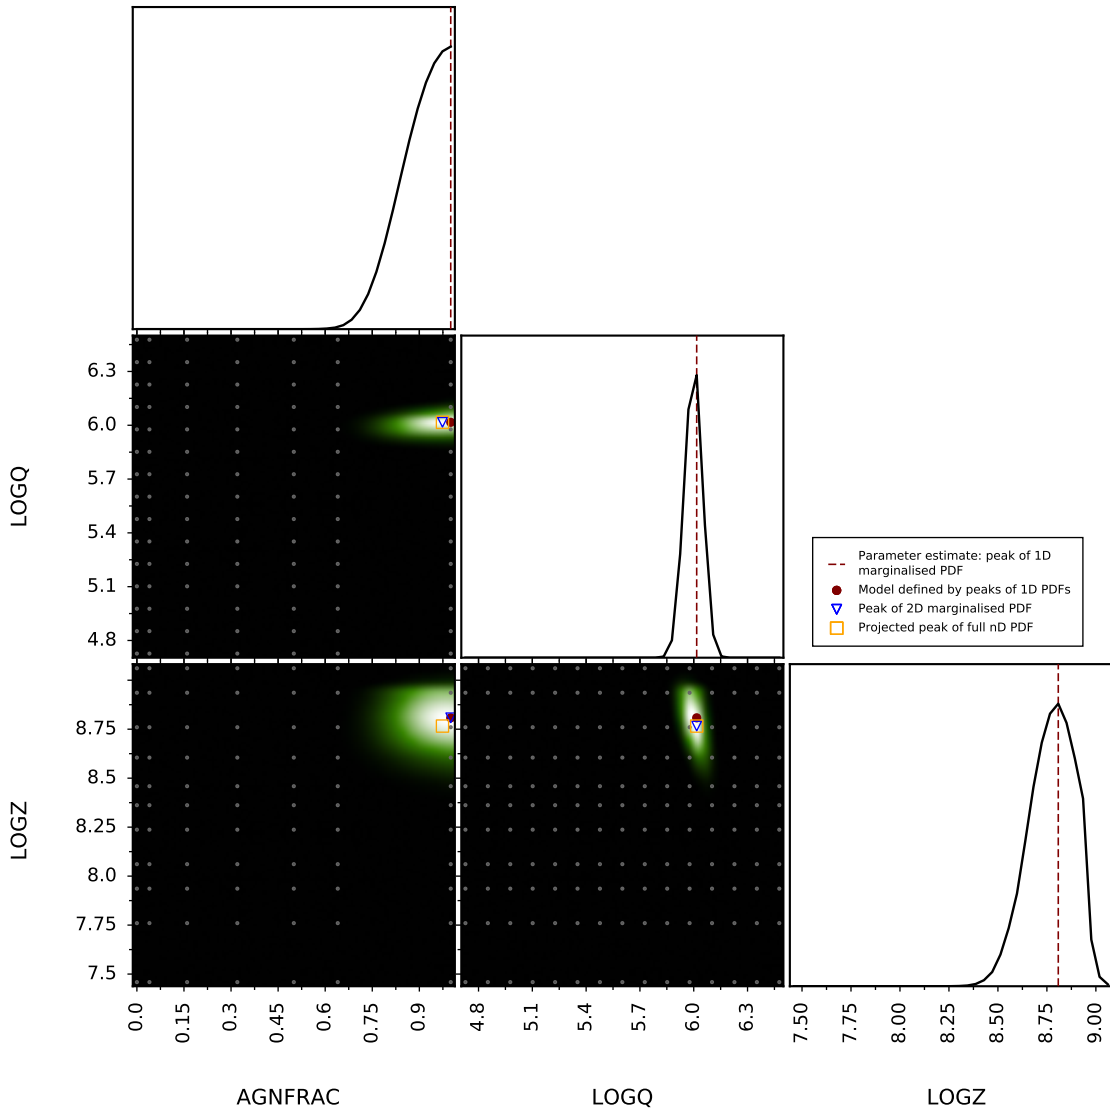 6.3
6.0
5.7
5.4
5.1
4.8
LOGQ
Parameter estimate: peak of 1D
marginalised PDF
Model defined by peaks of 1D PDFs
Peak of 2D marginalised PDF
Projected peak of full nD PDF
8.75
8.5
8.25
8.0
7.75
7.5
LOGZ
0.0 0.15 0.3 0.45 0.6 0.75 0.9
4.8 5.1 5.4 5.7 6.0 6.3
7.50 7.75 8.00 8.25 8.50 8.75 9.00
AGNFRAC
LOGQ
LOGZ